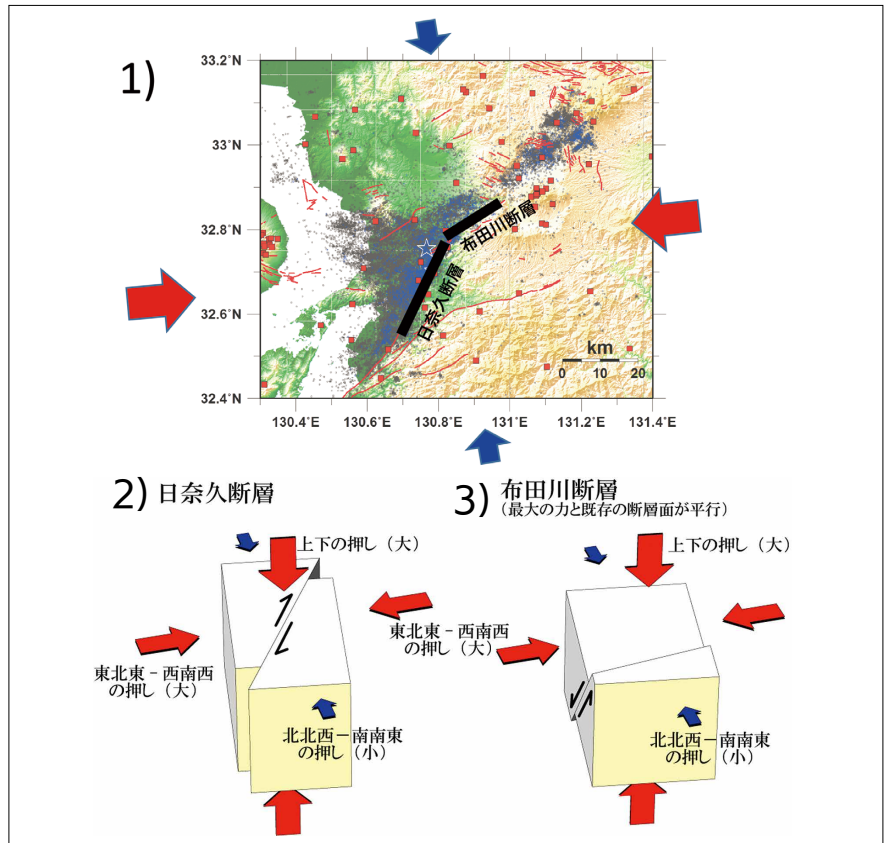 1)
33.2°N
33°N
32.8°N
32.6°N
32.4°N
130.4°E
130.6°E
130.8°E
131°E
131.2°E
131.4°E
布田川断層
日奈久断層
km
0 10 20
2) 日奈久断層
上下の押し（大）
東北東－西南西
の押し（大）
東北東－西南西
の押し（大）
北北西－南南東
の押し（小）
3) 布田川断層
（最大の力と既存の断層面が平行）
上下の押し（大）
北北西－南南東
の押し（小）